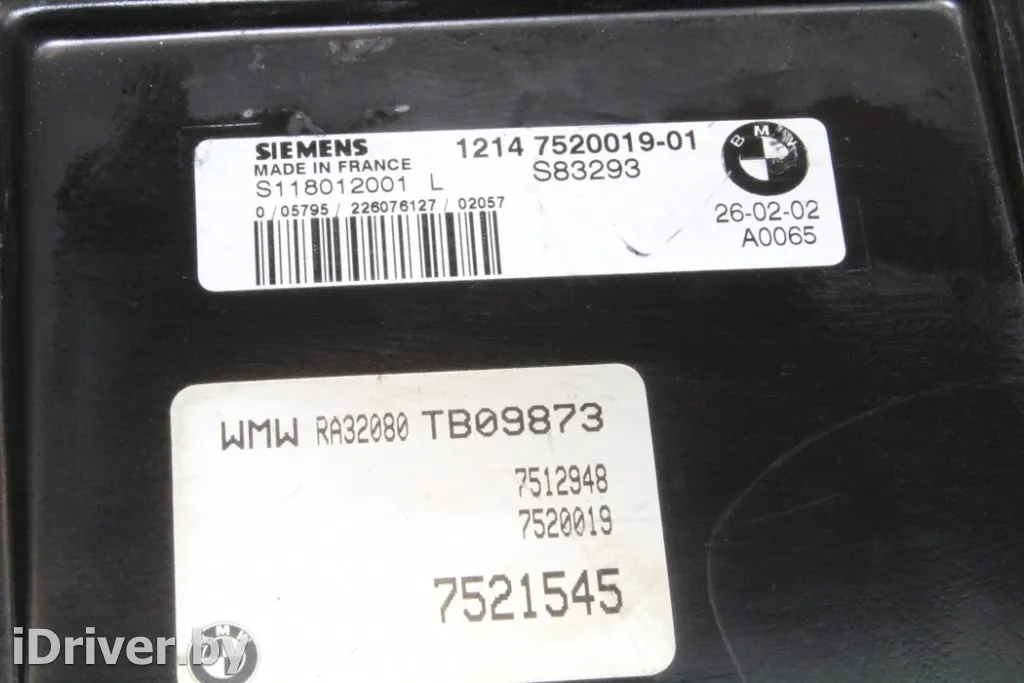 SIEMENS 1214 7520019-01
MADE IN FRANCE S83293
S118012001 L
0/05795/226076127/02057
26-02-02
A0065
BMW
WMW RA32080 TB09873
7512948
7520019
7521545
iDriver.by